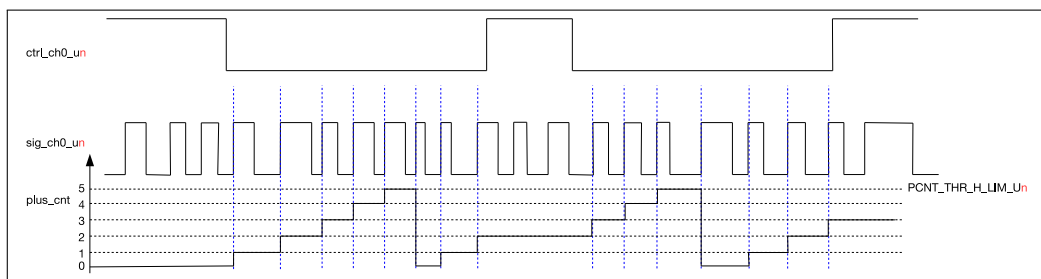 ctrl_ch0_un
sig_ch0_un
plus_cnt
5
4
3
2
1
0
PCNT_THR_H_LIM_Un